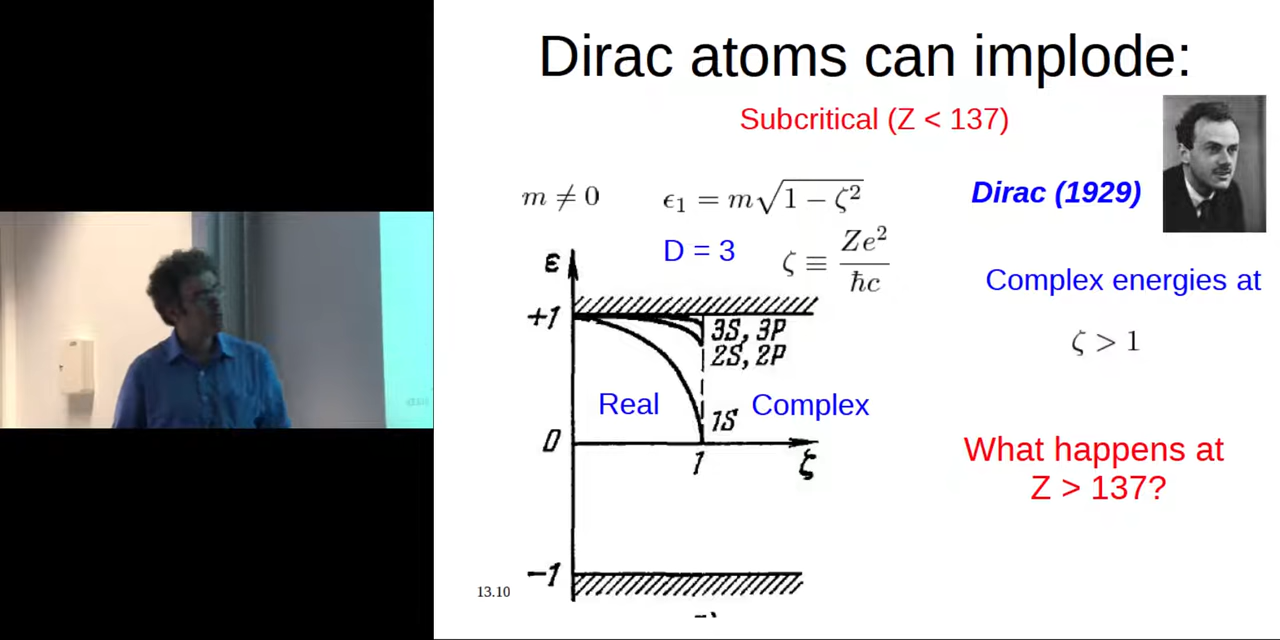 Dirac atoms can implode:
Subcritical (Z < 137)
m ≠ 0
ϵ₁ = m√(1 − ζ²)
Dirac (1929)
D = 3
ζ ≡ Ze²/ħc
Complex energies at
ζ > 1
ε
+1
3S, 3P
2S, 2P
Real
Complex
1S
0
1
ζ
What happens at
Z > 137?
−1
13.10